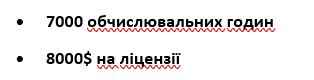 • 7000 обчислювальних годин
• 8000$ на ліцензії